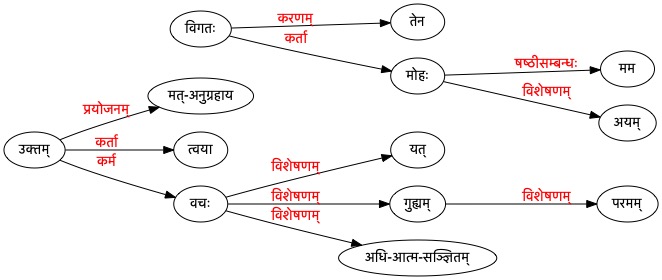 विगतः
करणम्
तेन
कर्ता
मोहः
षष्ठीसम्बन्धः
मम
विशेषणम्
अयम्
उक्तम्
प्रयोजनम्
मत्-अनुग्रहाय
कर्ता
त्वया
कर्म
वचः
विशेषणम्
यत्
विशेषणम्
गुह्यम्
विशेषणम्
परमम्
विशेषणम्
अधि-आत्म-सञ्ज्ञितम्